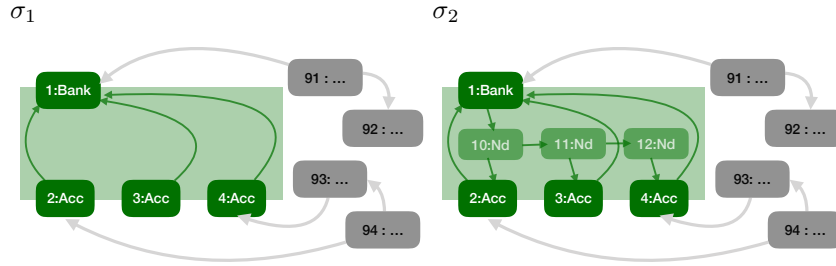 σ1
1:Bank
91 : ...
92 : ...
93: ...
2:Acc
3:Acc
4:Acc
94 : ...
σ2
1:Bank
91 : ...
92 : ...
10:Nd
11:Nd
12:Nd
93: ...
2:Acc
3:Acc
4:Acc
94 : ...